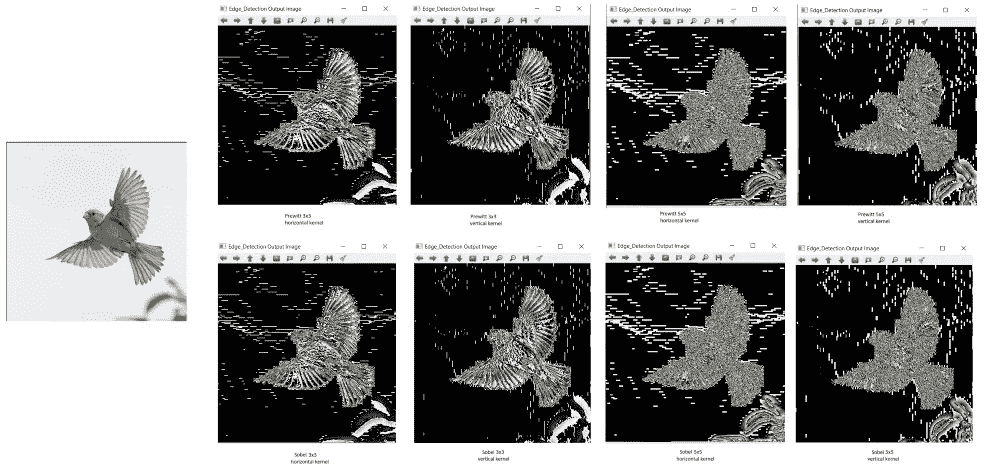 Edge_Detection Output Image
Edge_Detection Output Image
Edge_Detection Output Image
Edge_Detection Output Image
Prewitt 3x3
horizontal kernel
Prewitt 3x3
vertical kernel
Prewitt 5x5
horizontal kernel
Prewitt 5x5
vertical kernel
Edge_Detection Output Image
Edge_Detection Output Image
Edge_Detection Output Image
Edge_Detection Output Image
Sobel 3x3
horizontal kernel
Sobel 3x3
vertical kernel
Sobel 5x5
horizontal kernel
Sobel 5x5
vertical kernel